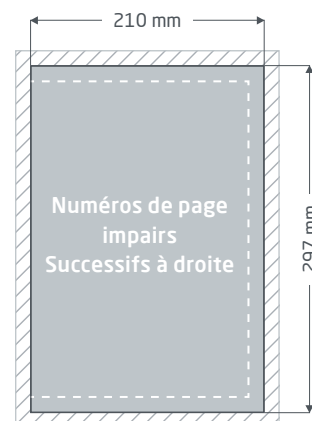 210 mm
Numéros de page
impairs
Successifs à droite
297 mm